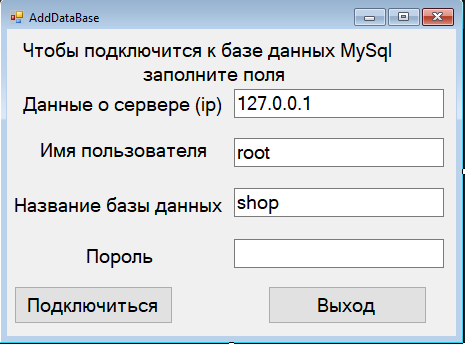 AddDataBase
Чтобы подключится к базе данных MySql
заполните поля
Данные о сервере (ip) 127.0.0.1
Имя пользователя root
Название базы данных shop
Пороль
Подключиться Выход